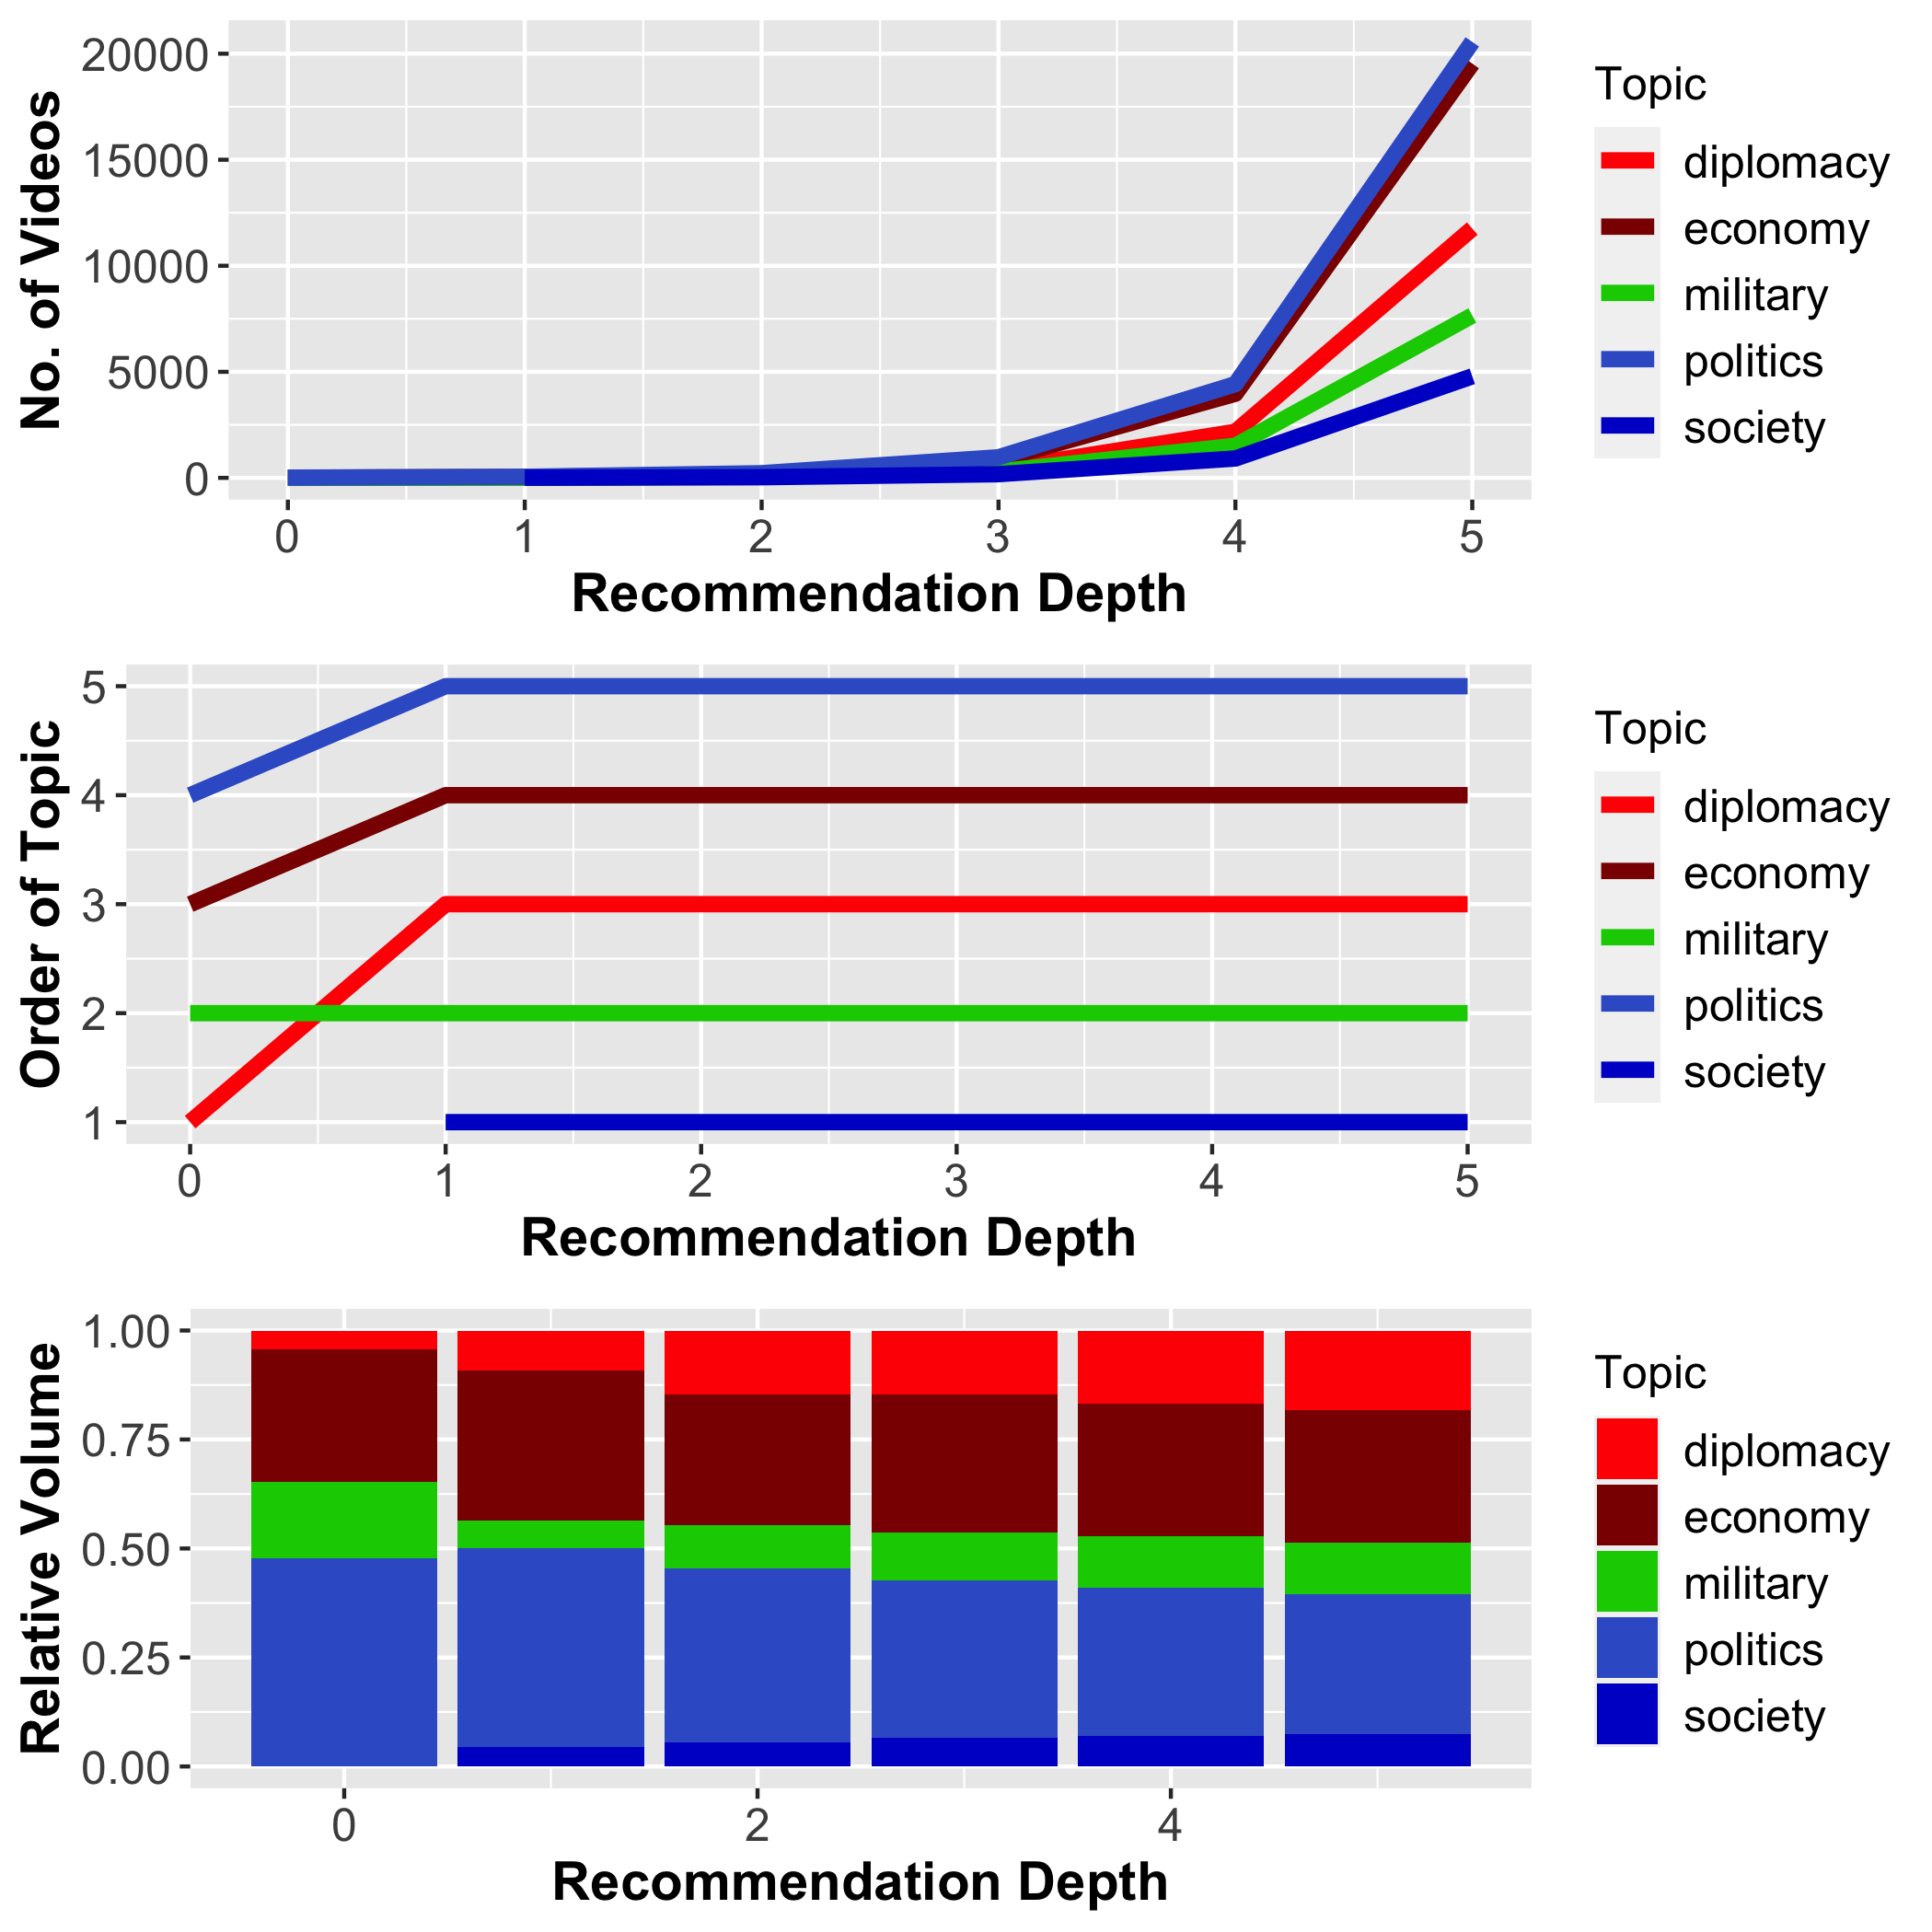 No. of Videos
20000
15000
10000
5000
0
0 1 2 3 4 5
Recommendation Depth
Topic
diplomacy
economy
military
politics
society
Order of Topic
5
4
3
2
1
0 1 2 3 4 5
Recommendation Depth
Topic
diplomacy
economy
military
politics
society
Relative Volume
1.00
0.75
0.50
0.25
0.00
0 2 4
Recommendation Depth
Topic
diplomacy
economy
military
politics
society